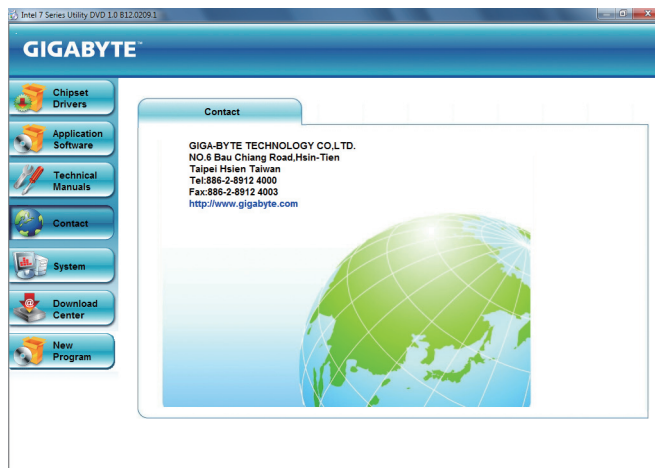 Intel 7 Series Utility DVD 1.0 B12.0209.1
GIGABYTE™
Chipset
Drivers
Application
Software
Technical
Manuals
Contact
System
Download
Center
New
Program
Contact
GIGA-BYTE TECHNOLOGY CO,LTD.
NO.6 Bau Chiang Road,Hsin-Tien
Taipei Hsien Taiwan
Tel:886-2-8912 4000
Fax:886-2-8912 4003
http://www.gigabyte.com